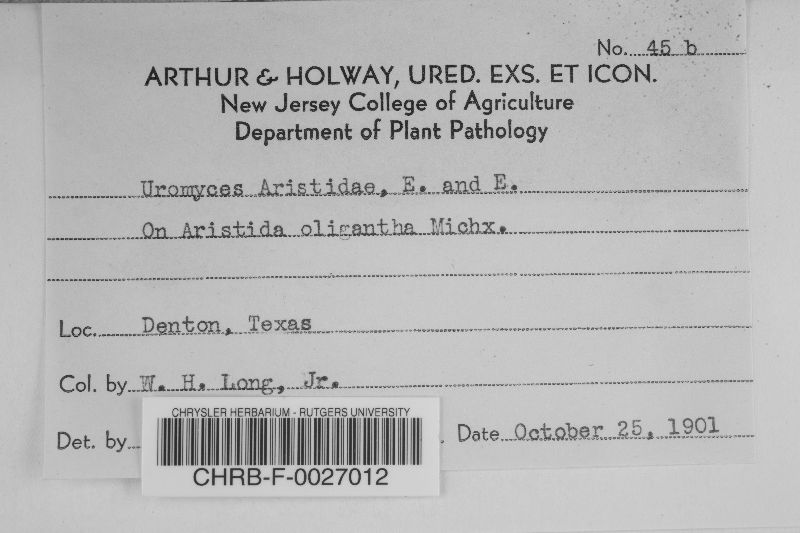 No. 45 b
ARTHUR & HOLWAY, URED. EXS. ET ICON.
New Jersey College of Agriculture
Department of Plant Pathology
Uromyces Aristidae, E. and E.
On Aristida oligantha Michx.
Loc. Denton, Texas
Col. by W. H. Long, Jr.
Det. by
Date October 25, 1901
CHRYSLER HERBARIUM - RUTGERS UNIVERSITY
CHRB-F-0027012